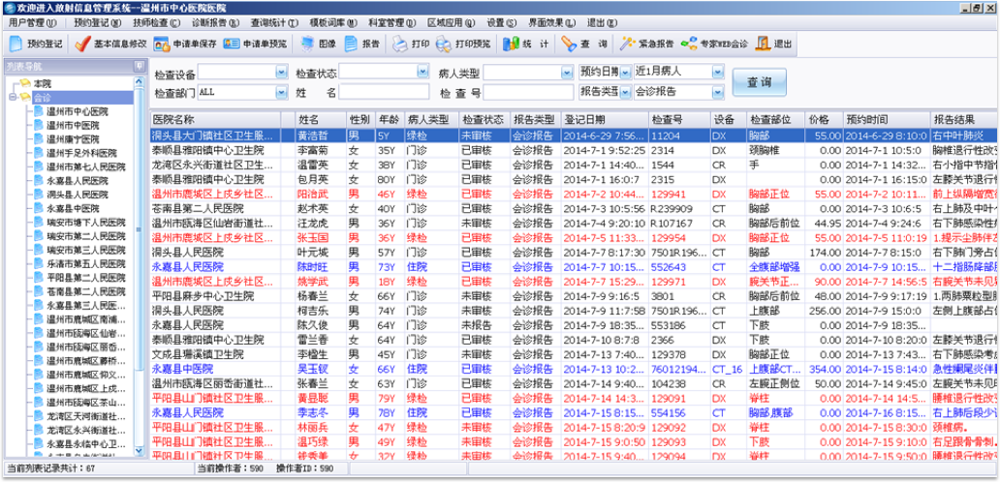 欢迎进入放射信息管理系统--温州市中心医院医院
用户管理(U) 预约登记(N) 技师检查(C) 诊断报告(R) 查询统计(T) 模板词库(M) 科室管理(D) 区域应用(Q) 设置(S) 界面效果(L) 退出(E)
预约登记 基本信息修改 申请单保存 申请单预览 图像 报告 打印 打印预览 统 计 查 询 紧急报告 专家WEB会诊 退出
列表导航
本院
会诊
温州市中心医院
温州市中医院
温州康宁医院
温州手足外科医院
温州市第七人民医院
永嘉县人民医院
洞头县人民医院
永嘉县中医院
瑞安市塘下人民医院
瑞安市第二人民医院
瑞安市第三人民医院
乐清市第五人民医院
平阳县第二人民医院
苍南县第二人民医院
永嘉县第三人民医...
温州市鹿城区南浦...
温州市瓯海区仙岩...
温州市瓯海区丽岙...
温州市鹿城区藤桥...
温州市鹿城区仰义...
温州市鹿城区上戍...
温州市瓯海区茶山...
龙湾区天河街道社...
龙湾区永兴街道社...
永嘉县永临中心卫...
检查设备 检查状态 病人类型 预约日期 近1月病人 查 询
检查部门 ALL 姓 名 检 查 号 报告类型 会诊报告
医院名称 姓名 性别 年龄 病人类型 检查状态 报告类型 登记日期 检查号 设备 检查部位 价格 预约时间 报告结果
洞头县大门镇社区卫生服... 黄浩哲 男 5Y 绿检 未审核 会诊报告 2014-6-29 7:56... 11204 DX 胸部 55.00 2014-6-29 8:10:0 右中叶肺炎
泰顺县雅阳镇中心卫生院 李富菊 女 35Y 门诊 已审核 会诊报告 2014-7-1 9:52:25 2314 DX 颈胸椎 0.00 2014-7-1 10:5:0 胸椎退行性改
龙湾区永兴街道社区卫生... 温雷英 女 38Y 门诊 已审核 会诊报告 2014-7-1 14:40... 1544 CR 手 0.00 2014-7-1 14:32... 右小指中节指
泰顺县雅阳镇中心卫生院 包月英 女 80Y 门诊 已审核 会诊报告 2014-7-1 16:0:7 2315 DX 0.00 2014-7-1 16:15:0 左膝关节退行
温州市鹿城区上戍乡社区... 阳治武 男 46Y 绿检 已审核 会诊报告 2014-7-2 10:44... 129941 DX 胸部正位 55.00 2014-7-2 10:11... 前上纵隔增宽
苍南县第二人民医院 赵术英 女 40Y 门诊 已审核 会诊报告 2014-7-3 10:5:56 R239909 CT 胸部 0.00 2014-7-3 10:6:5 右上肺及中叶
温州市瓯海区仙岩街道社... 汪龙虎 男 36Y 门诊 已审核 会诊报告 2014-7-4 9:20:10 R107167 CR 胸部后前位 44.95 2014-7-4 9:24:6 右下肺感染性
温州市鹿城区上戍乡社区... 张玉国 男 36Y 绿检 已审核 会诊报告 2014-7-5 11:33... 129954 DX 胸部正位 55.00 2014-7-5 11:0:19 1.提示尘肺伴
洞头县人民医院 叶元城 男 57Y 门诊 已审核 会诊报告 2014-7-7 8:17:30 7501R196... CT 胸部 174.00 2014-7-7 8:15:0 右下肺门旁占
永嘉县人民医院 陈时旺 男 73Y 住院 已审核 会诊报告 2014-7-7 10:15... 552643 CT 全腹部增强 0.00 2014-7-9 10:15... 十二指肠降部
温州市鹿城区上戍乡社区... 姚学武 男 18Y 绿检 已审核 会诊报告 2014-7-7 15:29... 129971 DX 腕关节正... 90.00 2014-7-7 14:56:5 右腕关节未见
平阳县麻步中心卫生院 杨春兰 女 66Y 门诊 未审核 会诊报告 2014-7-9 9:16:5 3801 CR 胸部后前位 48.00 2014-7-9 9:17:19 1.两肺粟粒型
洞头县人民医院 柯吉乐 男 74Y 门诊 未审核 会诊报告 2014-7-9 11:7:58 7501R196... CT 上腹部 256.00 2014-7-9 15:0:0 左侧上腹部占
永嘉县人民医院 陈久俊 男 64Y 门诊 未报告 会诊报告 2014-7-9 18:35... 553186 CT 下肢 0.00 2014-7-9 18:35...
泰顺县雅阳镇中心卫生院 雷兰香 女 64Y 门诊 已审核 会诊报告 2014-7-10 8:7:8 2366 DX 下肢 0.00 2014-7-10 8:20:0 左膝关节退行
文成县珊溪镇卫生院 李榅生 男 45Y 门诊 未审核 会诊报告 2014-7-13 7:40... 129378 DX 胸部正位 0.00 2014-7-13 7:43... 右下肺感染考
永嘉县中医院 吴玉钗 女 66Y 住院 已审核 会诊报告 2014-7-13 10:2... 76012194... CT_16 上腹部CT... 354.00 2014-7-15 8:14:0 急性阑尾炎伴
温州市瓯海区丽岙街道社... 张春兰 女 63Y 门诊 已审核 会诊报告 2014-7-14 9:40... 104238 CR 左腕正侧位 50.00 2014-7-14 9:45:0 左腕关节未见
平阳县山门镇社区卫生服... 黄县聪 男 79Y 绿检 未审核 会诊报告 2014-7-14 14:3... 129091 DX 脊柱 0.00 2014-7-14 14:5... 腰椎退行性改
永嘉县人民医院 李志冬 男 78Y 住院 已审核 会诊报告 2014-7-15 8:15... 554156 CT 胸部,腹部 0.00 2014-7-16 8:15... 右上肺后段少
平阳县山门镇社区卫生服... 林丽兵 女 47Y 绿检 未审核 会诊报告 2014-7-15 8:20:9 129092 DX 脊柱 0.00 2014-7-15 8:30:0 颈椎病。
平阳县山门镇社区卫生服... 温巧绿 男 49Y 绿检 未审核 会诊报告 2014-7-15 9:0:50 129093 DX 下肢 0.00 2014-7-15 9:10:0 右足跟骨骨刺
平阳县山门镇社区卫生服... 钟秀美 女 32Y 绿检 未审核 会诊报告 2014-7-15 9:40... 129094 DX 脊柱 0.00 2014-7-15 9:50:0 腰椎退行性改
当前列表记录共计：67 当前操作者：590 操作者ID：590